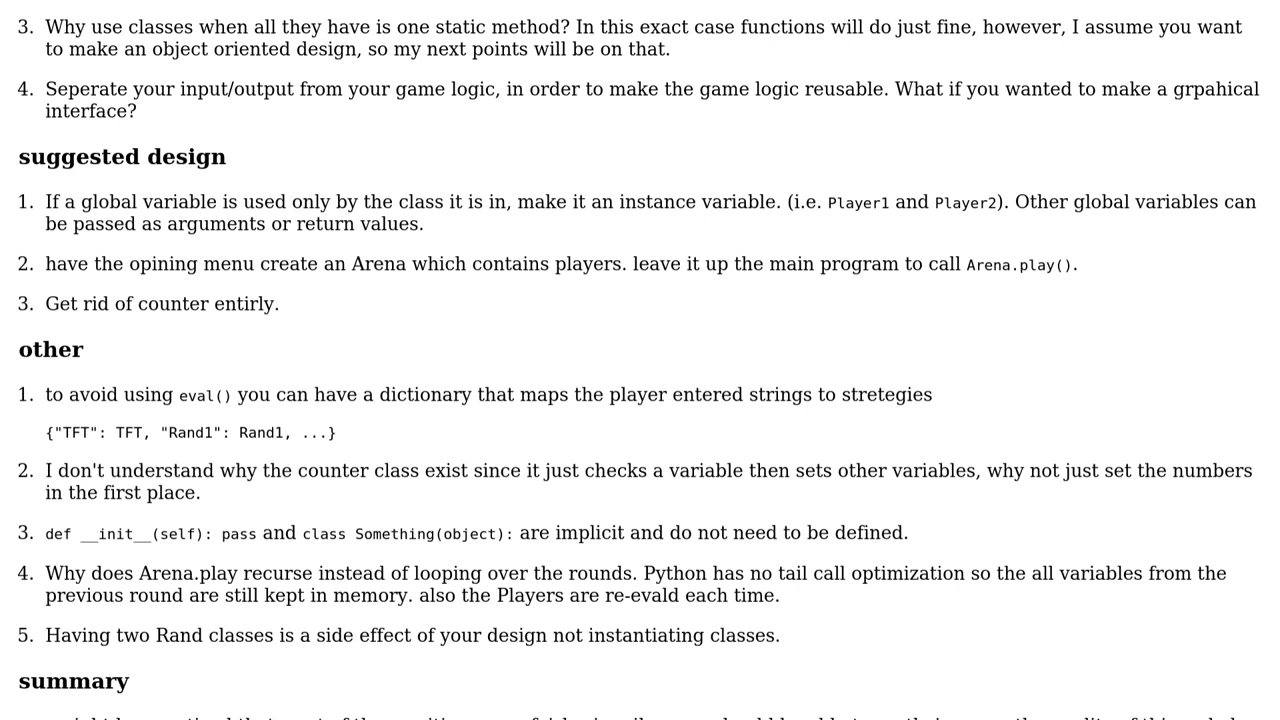 3. Why use classes when all they have is one static method? In this exact case functions will do just fine, however, I assume you want
to make an object oriented design, so my next points will be on that.
4. Seperate your input/output from your game logic, in order to make the game logic reusable. What if you wanted to make a grpahical
interface?
suggested design
1. If a global variable is used only by the class it is in, make it an instance variable. (i.e. Player1 and Player2). Other global variables can
be passed as arguments or return values.
2. have the opining menu create an Arena which contains players. leave it up the main program to call Arena.play().
3. Get rid of counter entirly.
other
1. to avoid using eval() you can have a dictionary that maps the player entered strings to stretegies
{"TFT": TFT, "Rand1": Rand1, ...}
2. I don't understand why the counter class exist since it just checks a variable then sets other variables, why not just set the numbers
in the first place.
3. def __init__(self): pass and class Something(object): are implicit and do not need to be defined.
4. Why does Arena.play recurse instead of looping over the rounds. Python has no tail call optimization so the all variables from the
previous round are still kept in memory. also the Players are re-evald each time.
5. Having two Rand classes is a side effect of your design not instantiating classes.
summary